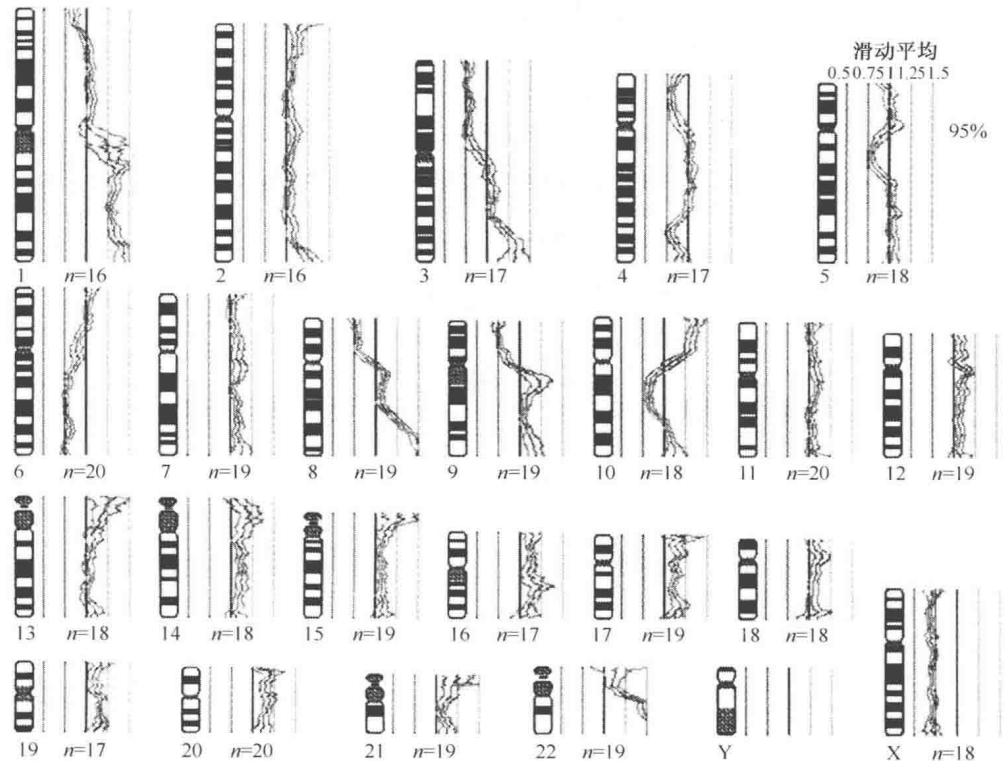 滑动平均
0.5 0.75 1 1.25 1.5
95%
1 n=16
2 n=16
3 n=17
4 n=17
5 n=18
6 n=20
7 n=19
8 n=19
9 n=19
10 n=18
11 n=20
12 n=19
13 n=18
14 n=18
15 n=19
16 n=17
17 n=19
18 n=18
19 n=17
20 n=20
21 n=19
22 n=19
Y
X n=18